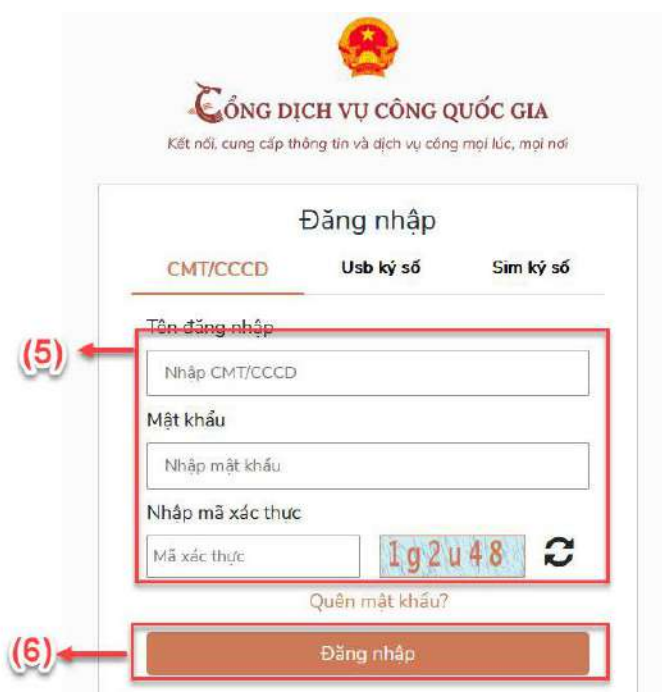 CỔNG DỊCH VỤ CÔNG QUỐC GIA
Kết nối, cung cấp thông tin và dịch vụ công mọi lúc, mọi nơi
Đăng nhập
CMT/CCCD Usb ký số Sim ký số
Tên đăng nhập
(5)
Nhập CMT/CCCD
Mật khẩu
Nhập mật khẩu
Nhập mã xác thực
Mã xác thực 1g2u48
Quên mật khẩu?
(6) Đăng nhập